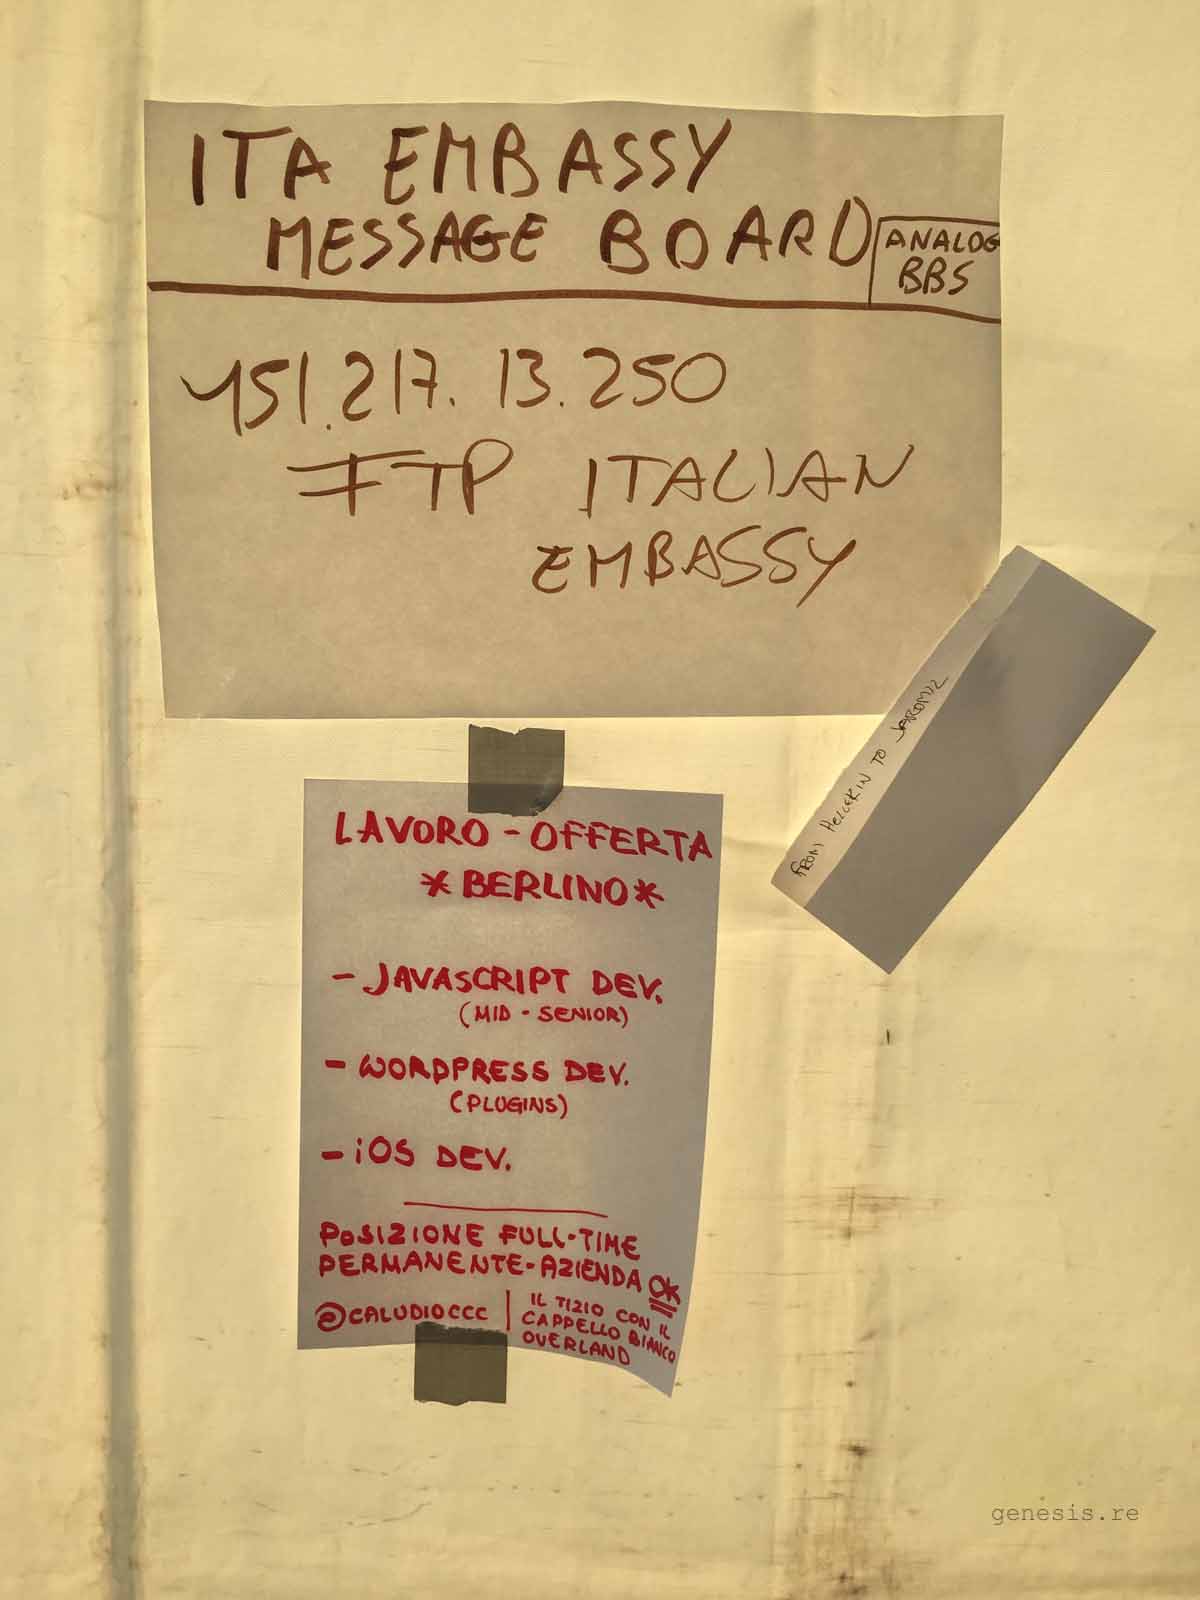 ITA EMBASSY
MESSAGE BOARD
ANALOG
BBS
151.217.13.250
FTP ITALIAN
EMBASSY
FROM HELLEKIN TO JAROMIL
LAVORO - OFFERTA
*BERLINO*
- JAVASCRIPT DEV.
(MID - SENIOR)
- WORDPRESS DEV.
(PLUGINS)
- iOS DEV.
POSIZIONE FULL-TIME
PERMANENTE - AZIENDA OK
@CALUDIOCCC
IL TIZIO CON IL
CAPPELLO BIANCO
OVERLAND
genesis.re